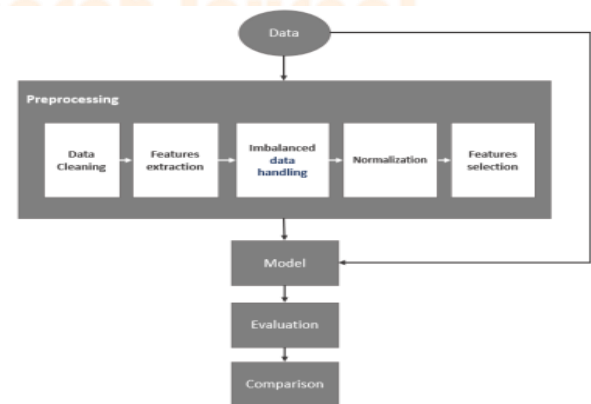 Data
Preprocessing
Data
Cleaning
Features
extraction
Imbalanced
data
handling
Normalization
Features
selection
Model
Evaluation
Comparison